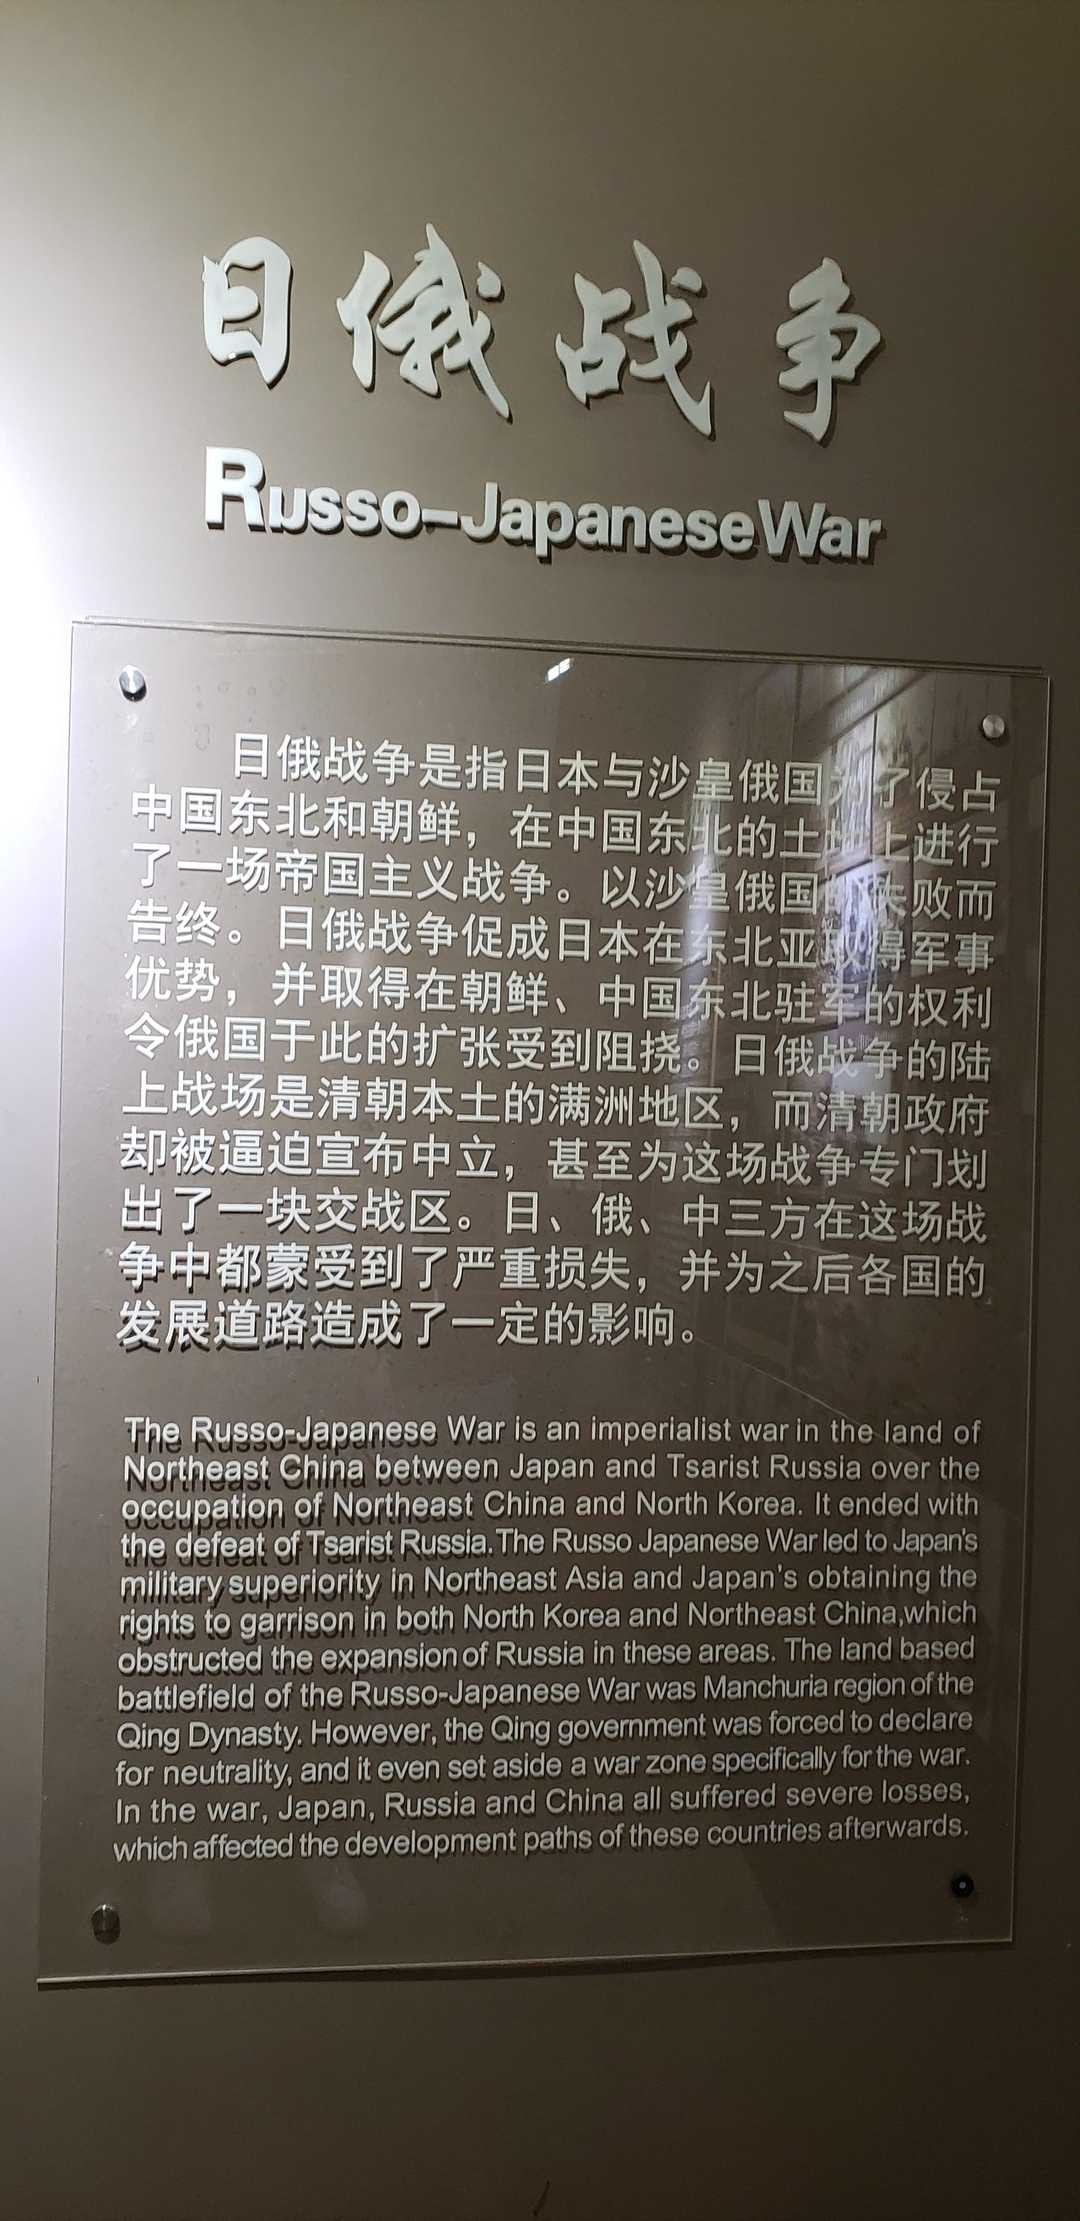 日俄战争
Russo-Japanese War
日俄战争是指日本与沙皇俄国为了侵占
中国东北和朝鲜，在中国东北的土地上进行
了一场帝国主义战争。以沙皇俄国的失败而
告终。日俄战争促成日本在东北亚取得军事
优势，并取得在朝鲜、中国东北驻军的权利
令俄国于此的扩张受到阻挠。日俄战争的陆
上战场是清朝本土的满洲地区，而清朝政府
却被逼迫宣布中立，甚至为这场战争专门划
出了一块交战区。日、俄、中三方在这场战
争中都蒙受到了严重损失，并为之后各国的
发展道路造成了一定的影响。
The Russo-Japanese War is an imperialist war in the land of
Northeast China between Japan and Tsarist Russia over the
occupation of Northeast China and North Korea. It ended with
the defeat of Tsarist Russia.The Russo Japanese War led to Japan's
military superiority in Northeast Asia and Japan's obtaining the
rights to garrison in both North Korea and Northeast China,which
obstructed the expansion of Russia in these areas. The land based
battlefield of the Russo-Japanese War was Manchuria region of the
Qing Dynasty. However, the Qing government was forced to declare
for neutrality, and it even set aside a war zone specifically for the war.
In the war, Japan, Russia and China all suffered severe losses,
which affected the development paths of these countries afterwards.